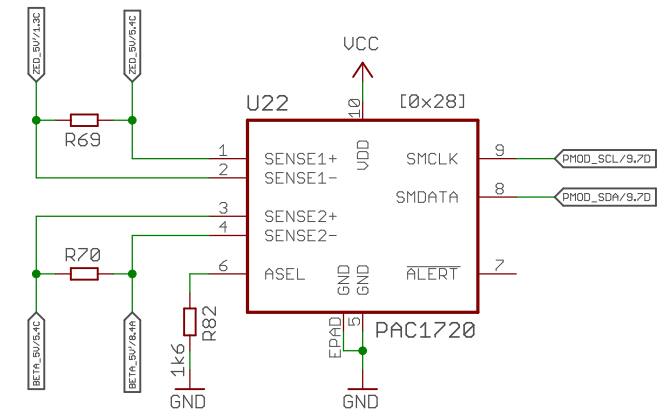 ZED_5V'/1.3C
ZED_5V/5.4C
VCC
U22
[0x28]
10
R69
1
SENSE1+
VDD
SMCLK
9
PMOD_SCL/9.7D
2
SENSE1-
SMDATA
8
PMOD_SDA/9.7D
3
SENSE2+
4
SENSE2-
R70
6
ASEL
GND
GND
ALERT
7
R82
1k6
EPAD
5
PAC1720
BETA_5V/5.4C
BETA_5V'/8.4A
GND
GND